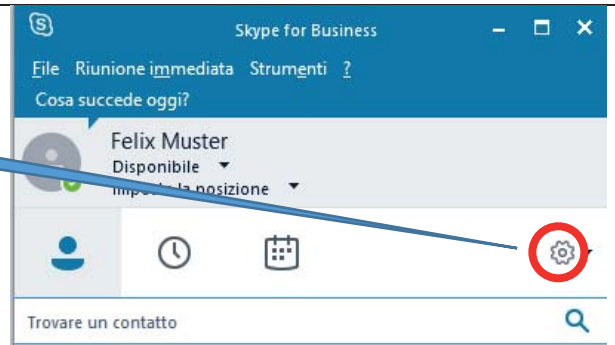 Skype for Business
File Riunione immediata Strumenti ?
Cosa succede oggi?
Felix Muster
Disponibile
la posizione
Trovare un contatto